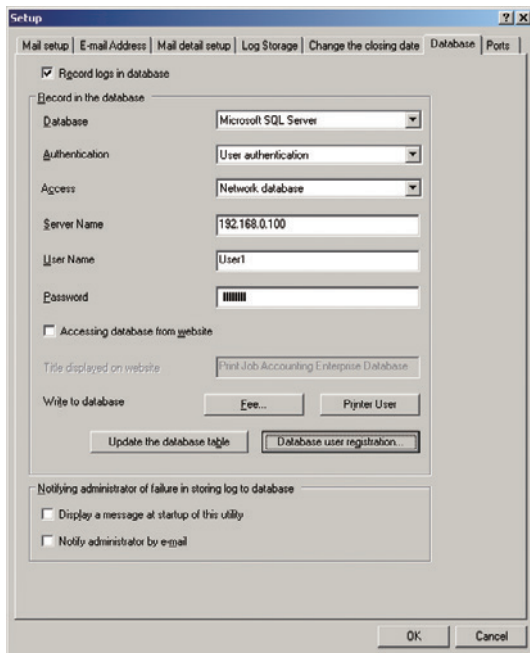 Setup
Mail setup E-mail Address Mail detail setup Log Storage Change the closing date Database Ports
Record logs in database
Record in the database
Database Microsoft SQL Server
Authentication User authentication
Access Network database
Server Name 192.168.0.100
User Name User1
Password
Accessing database from website
Title displayed on website Print Job Accounting Enterprise Database
Write to database Fee... Printer User
Update the database table Database user registration...
Notifying administrator of failure in storing log to database
Display a message at startup of this utility
Notify administrator by e-mail
OK Cancel